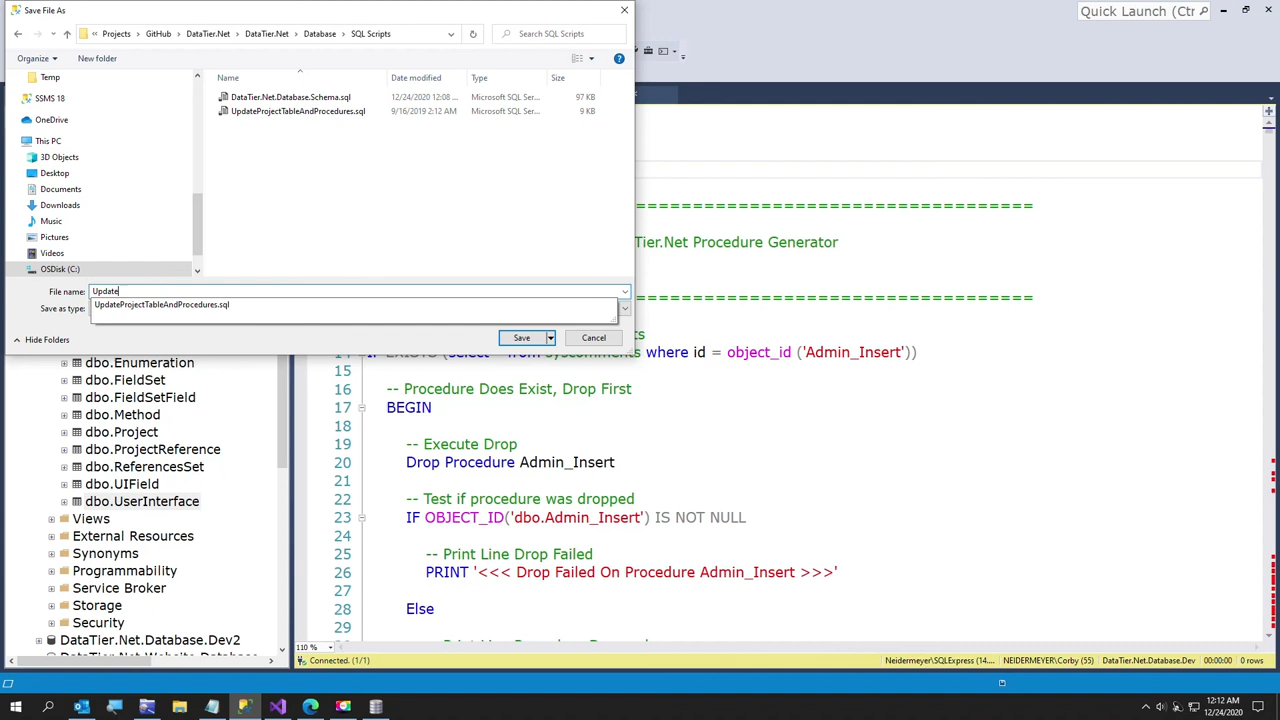 Save File As
Quick Launch (Ctr
Projects > GitHub > DataTier.Net > DataTier.Net > Database > SQL Scripts
Search SQL Scripts
Organize
New folder
Temp
SSMS 18
OneDrive
This PC
3D Objects
Desktop
Documents
Downloads
Music
Pictures
Videos
OSDisk (C:)
Name Date modified Type Size
DataTier.Net.Database.Schema.sql 12/24/2020 12:08 ... Microsoft SQL Ser... 97 KB
UpdateProjectTableAndProcedures.sql 9/16/2019 2:12 AM Microsoft SQL Ser... 9 KB
File name: Update
UpdateProjectTableAndProcedures.sql
Save as type:
Hide Folders
Save
Cancel
dbo.Enumeration
dbo.FieldSet
dbo.FieldSetField
dbo.Method
dbo.Project
dbo.ProjectReference
dbo.ReferencesSet
dbo.UIField
dbo.UserInterface
Views
External Resources
Synonyms
Programmability
Service Broker
Storage
Security
DataTier.Net.Database.Dev2
===================================
Tier.Net Procedure Generator
===================================
where id = object_id ('Admin_Insert'))
15
16 -- Procedure Does Exist, Drop First
17 BEGIN
18
19 -- Execute Drop
20 Drop Procedure Admin_Insert
21
22 -- Test if procedure was dropped
23 IF OBJECT_ID('dbo.Admin_Insert') IS NOT NULL
24
25 -- Print Line Drop Failed
26 PRINT '<<< Drop Failed On Procedure Admin_Insert >>>'
27
28 Else
29
110 %
Connected. (1/1)
Neidermeyer\SQLExpress (14....
NEIDERMEYER\Corby (55)
DataTier.Net.Database.Dev
00:00:00
0 rows
12:12 AM
12/24/2020